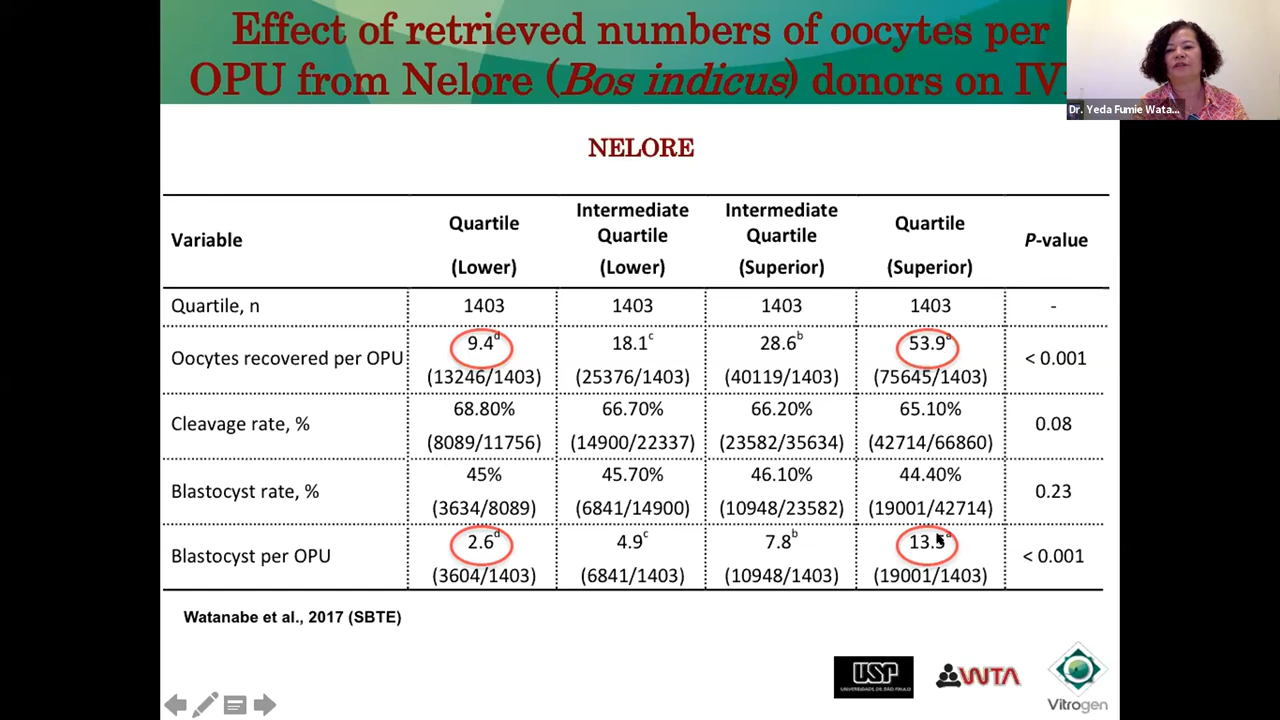 Effect of retrieved numbers of oocytes per
OPU from Nelore (Bos indicus) donors on IV
Dr. Yeda Fumie Wata...
NELORE
Variable
Quartile
(Lower)
Intermediate
Quartile
(Lower)
Intermediate
Quartile
(Superior)
Quartile
(Superior)
P-value
Quartile, n 1403 1403 1403 1403 -
Oocytes recovered per OPU 9.4d 18.1c 28.6b 53.9a < 0.001
(13246/1403) (25376/1403) (40119/1403) (75645/1403)
Cleavage rate, % 68.80% 66.70% 66.20% 65.10% 0.08
(8089/11756) (14900/22337) (23582/35634) (42714/66860)
Blastocyst rate, % 45% 45.70% 46.10% 44.40% 0.23
(3634/8089) (6841/14900) (10948/23582) (19001/42714)
Blastocyst per OPU 2.6d 4.9c 7.8b 13.5a < 0.001
(3604/1403) (6841/1403) (10948/1403) (19001/1403)
Watanabe et al., 2017 (SBTE)
USP
UNIVERSIDADE DE SÃO PAULO
WTA
Vitrogen